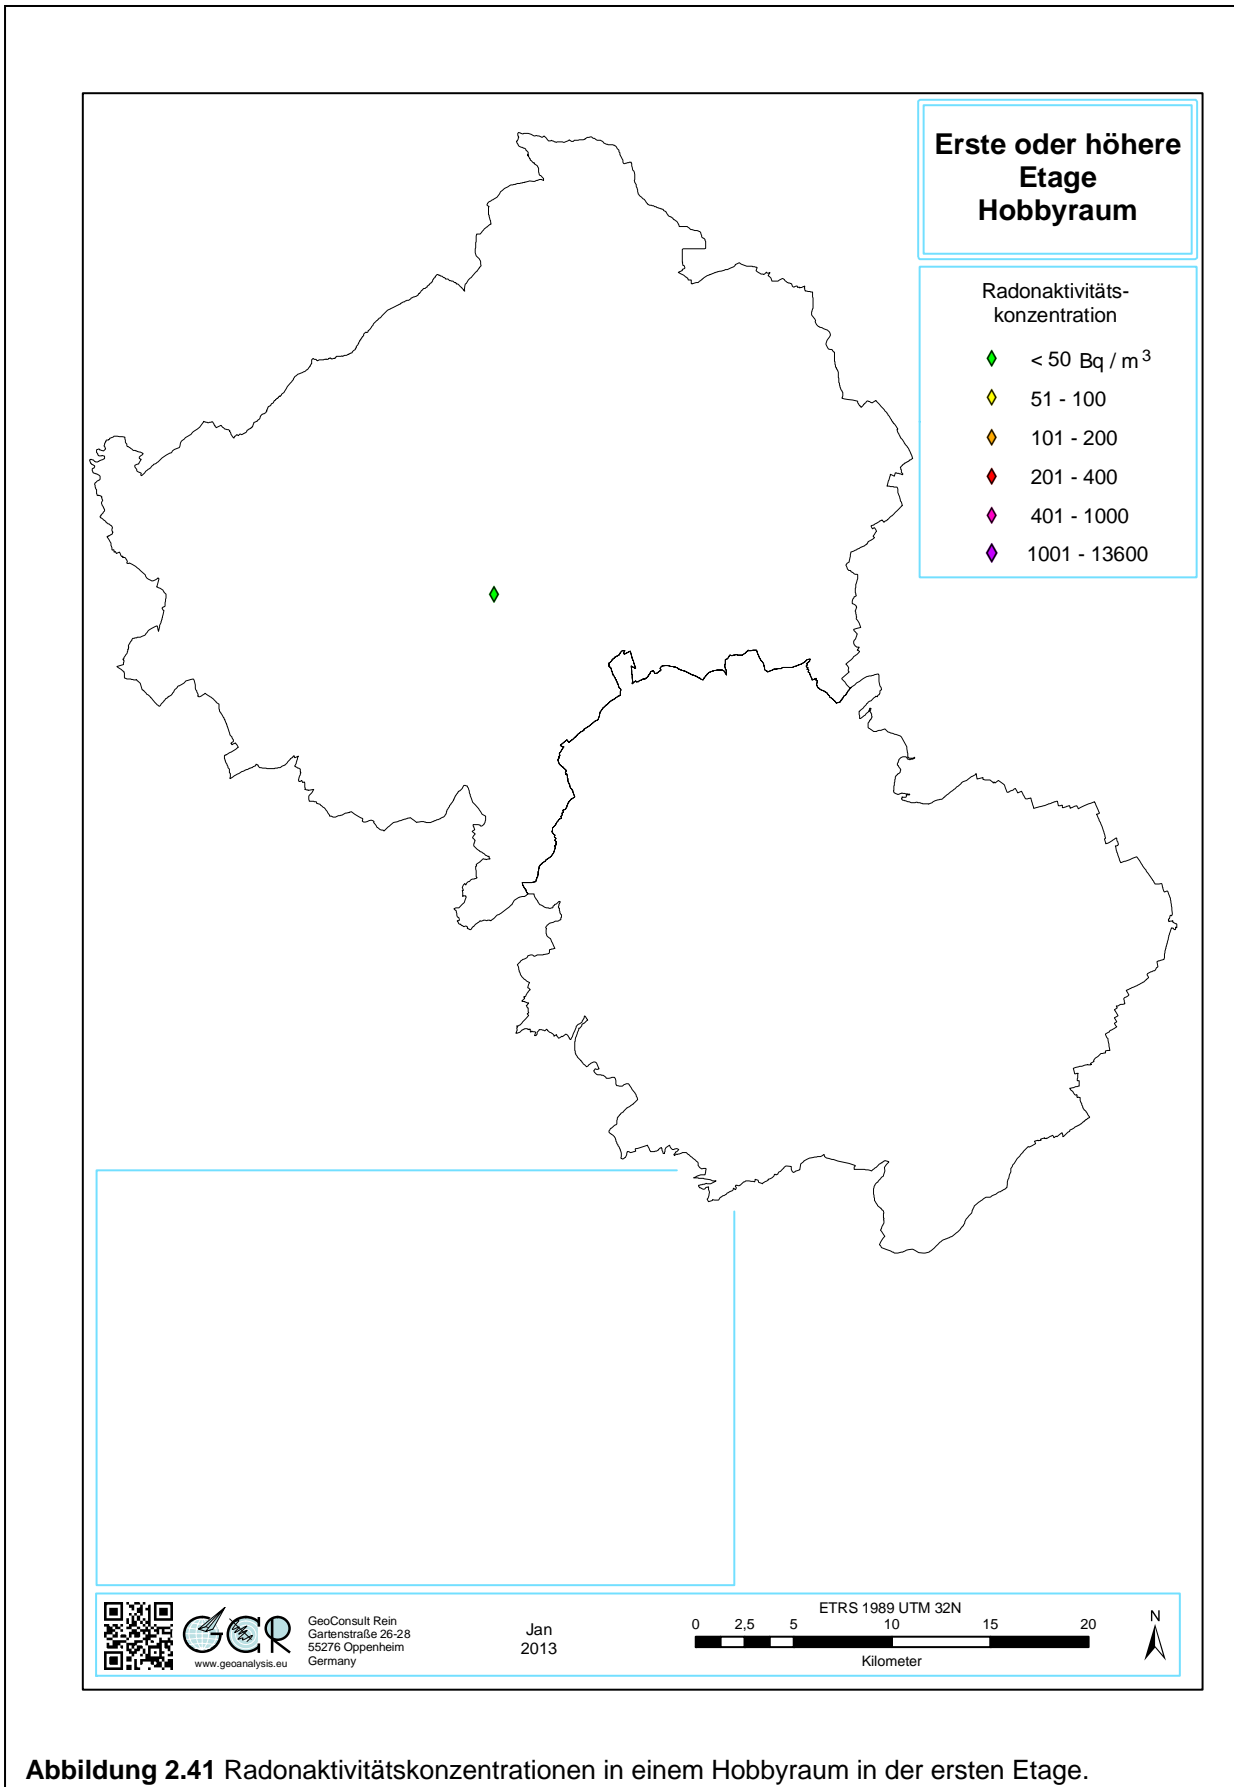 Erste oder höhere
Etage
Hobbyraum
Radonaktivitäts-
konzentration
< 50 Bq / m³
51 - 100
101 - 200
201 - 400
401 - 1000
1001 - 13600
GCR
www.geoanalysis.eu
GeoConsult Rein
Gartenstraße 26-28
55276 Oppenheim
Germany
Jan
2013
ETRS 1989 UTM 32N
0 2,5 5 10 15 20
Kilometer
N
Abbildung 2.41 Radonaktivitätskonzentrationen in einem Hobbyraum in der ersten Etage.